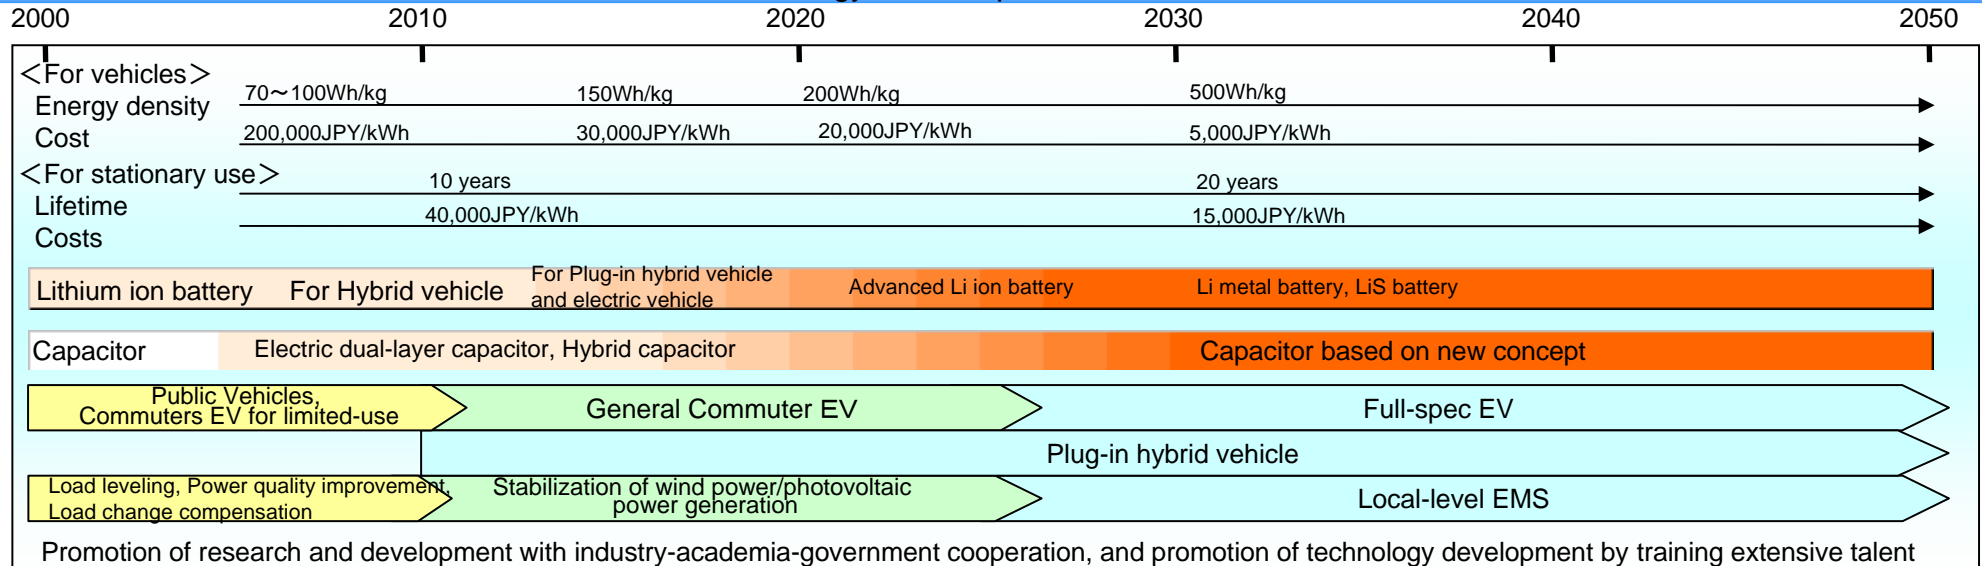 2000 2010 2020 2030 2040 2050
＜For vehicles＞
Energy density 70～100Wh/kg 150Wh/kg 200Wh/kg 500Wh/kg
Cost 200,000JPY/kWh 30,000JPY/kWh 20,000JPY/kWh 5,000JPY/kWh
＜For stationary use＞
10 years 20 years
Lifetime
40,000JPY/kWh 15,000JPY/kWh
Costs
Lithium ion battery For Hybrid vehicle
For Plug-in hybrid vehicle
and electric vehicle
Advanced Li ion battery Li metal battery, LiS battery
Capacitor Electric dual-layer capacitor, Hybrid capacitor Capacitor based on new concept
Public Vehicles,
Commuters EV for limited-use
General Commuter EV Full-spec EV
Plug-in hybrid vehicle
Load leveling, Power quality improvement,
Load change compensation
Stabilization of wind power/photovoltaic
power generation
Local-level EMS
Promotion of research and development with industry-academia-government cooperation, and promotion of technology development by training extensive talent